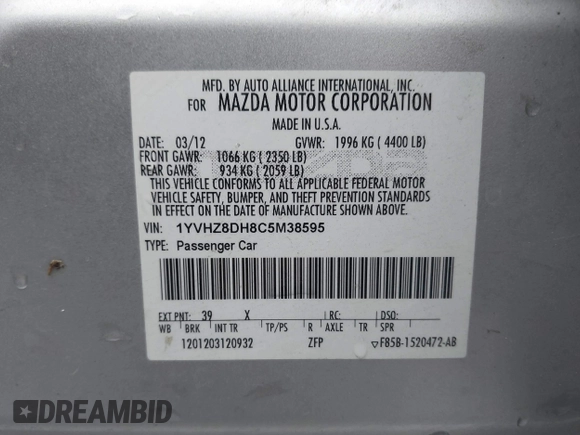 MFD. BY AUTO ALLIANCE INTERNATIONAL, INC.
FOR MAZDA MOTOR CORPORATION
MADE IN U.S.A.
DATE: 03/12 GVWR: 1996 KG ( 4400 LB)
FRONT GAWR: 1066 KG ( 2350 LB)
REAR GAWR: 934 KG ( 2059 LB)
THIS VEHICLE CONFORMS TO ALL APPLICABLE FEDERAL MOTOR
VEHICLE SAFETY, BUMPER, AND THEFT PREVENTION STANDARDS
IN EFFECT ON THE DATE OF MANUFACTURE SHOWN ABOVE.
VIN: 1YVHZ8DH8C5M38595
TYPE: Passenger Car
EXT PNT: 39 X RC: DSO:
WB BRK INT TR TP/PS R AXLE TR SPR
1201203120932 ZFP F85B-1520472-AB
DREAMBID